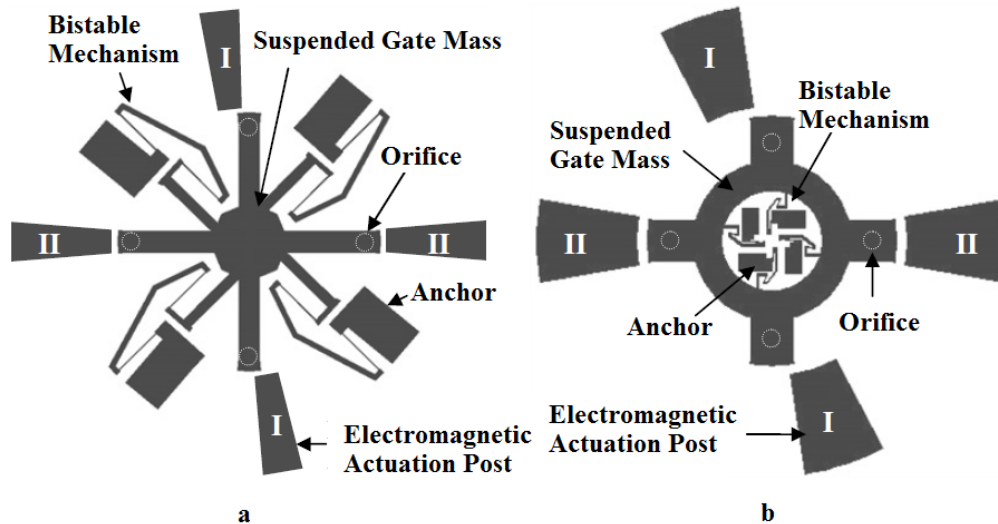 Bistable
Mechanism
I
Suspended Gate Mass
Orifice
II
II
Anchor
I
Electromagnetic
Actuation Post
a
I
Bistable
Mechanism
Suspended
Gate Mass
II
II
Anchor
Orifice
Electromagnetic
Actuation Post
I
b